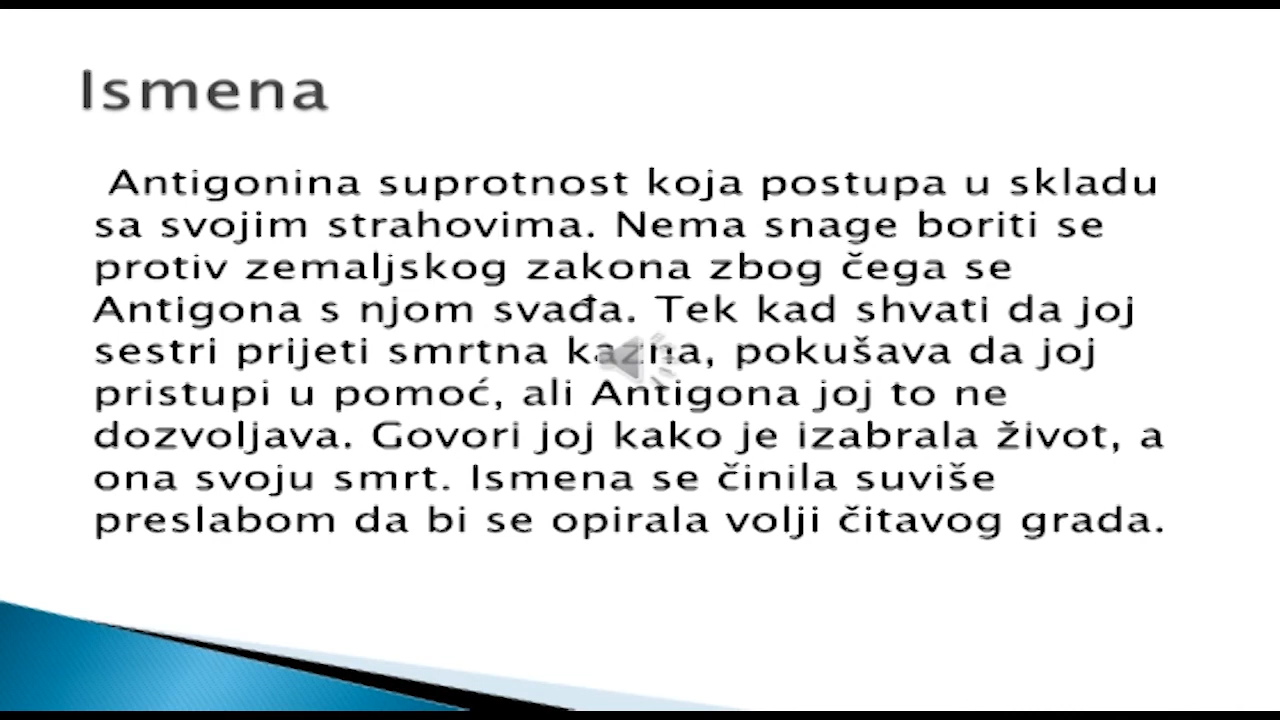 Ismena
Antigonina suprotnost koja postupa u skladu
sa svojim strahovima. Nema snage boriti se
protiv zemaljskog zakona zbog čega se
Antigona s njom svađa. Tek kad shvati da joj
sestri prijeti smrtna kazna, pokušava da joj
pristupi u pomoć, ali Antigona joj to ne
dozvoljava. Govori joj kako je izabrala život, a
ona svoju smrt. Ismena se činila suviše
preslabom da bi se opirala volji čitavog grada.